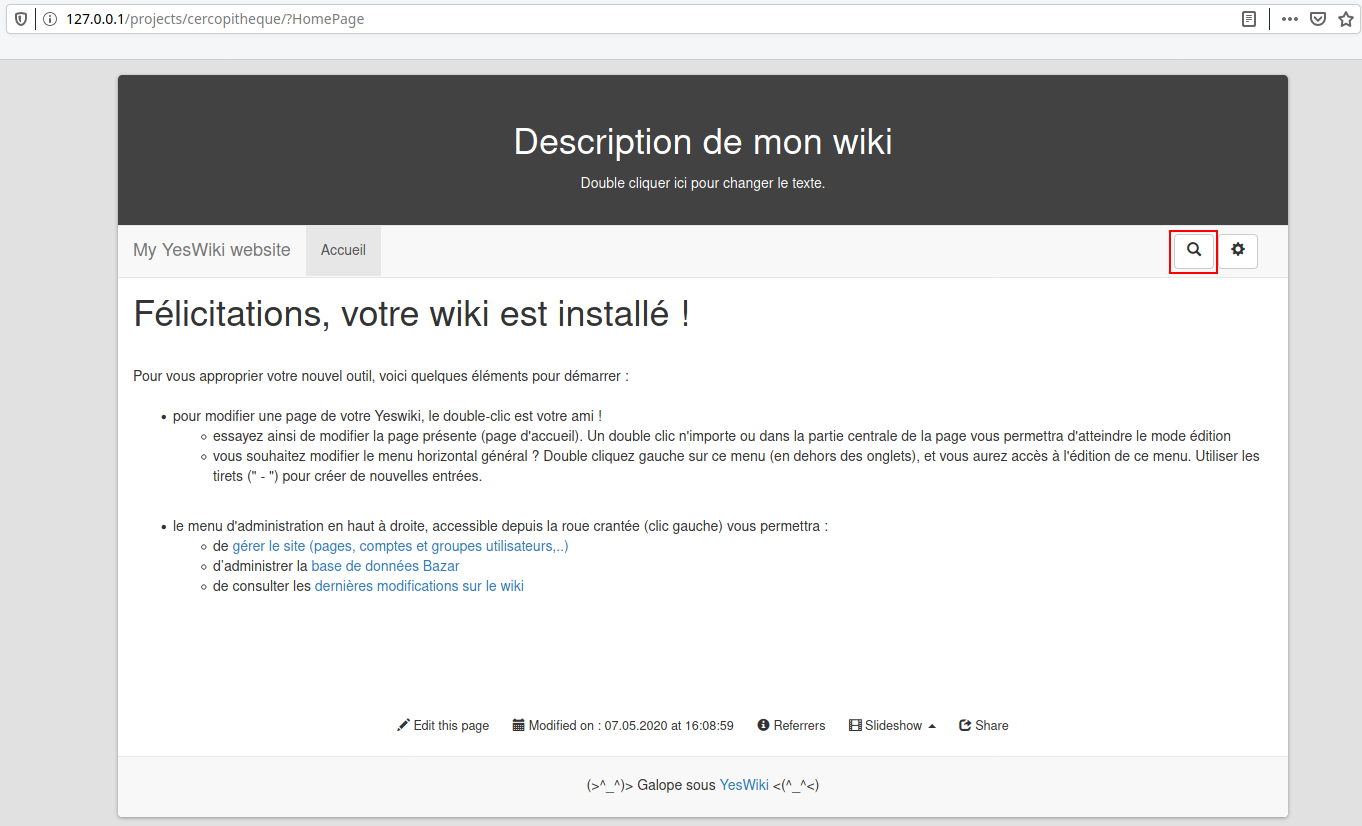 127.0.0.1/projects/cercopitheque/?HomePage
Description de mon wiki
Double cliquer ici pour changer le texte.
My YesWiki website Accueil
Félicitations, votre wiki est installé !
Pour vous approprier votre nouvel outil, voici quelques éléments pour démarrer :
• pour modifier une page de votre Yeswiki, le double-clic est votre ami !
◦ essayez ainsi de modifier la page présente (page d'accueil). Un double clic n'importe ou dans la partie centrale de la page vous permettra d'atteindre le mode édition
◦ vous souhaitez modifier le menu horizontal général ? Double cliquez gauche sur ce menu (en dehors des onglets), et vous aurez accès à l'édition de ce menu. Utiliser les
tirets (" - ") pour créer de nouvelles entrées.
• le menu d'administration en haut à droite, accessible depuis la roue crantée (clic gauche) vous permettra :
◦ de gérer le site (pages, comptes et groupes utilisateurs,..)
◦ d'administrer la base de données Bazar
◦ de consulter les dernières modifications sur le wiki
Edit this page Modified on : 07.05.2020 at 16:08:59 Referrers Slideshow Share
(>^_^)> Galope sous YesWiki <(^_^<)